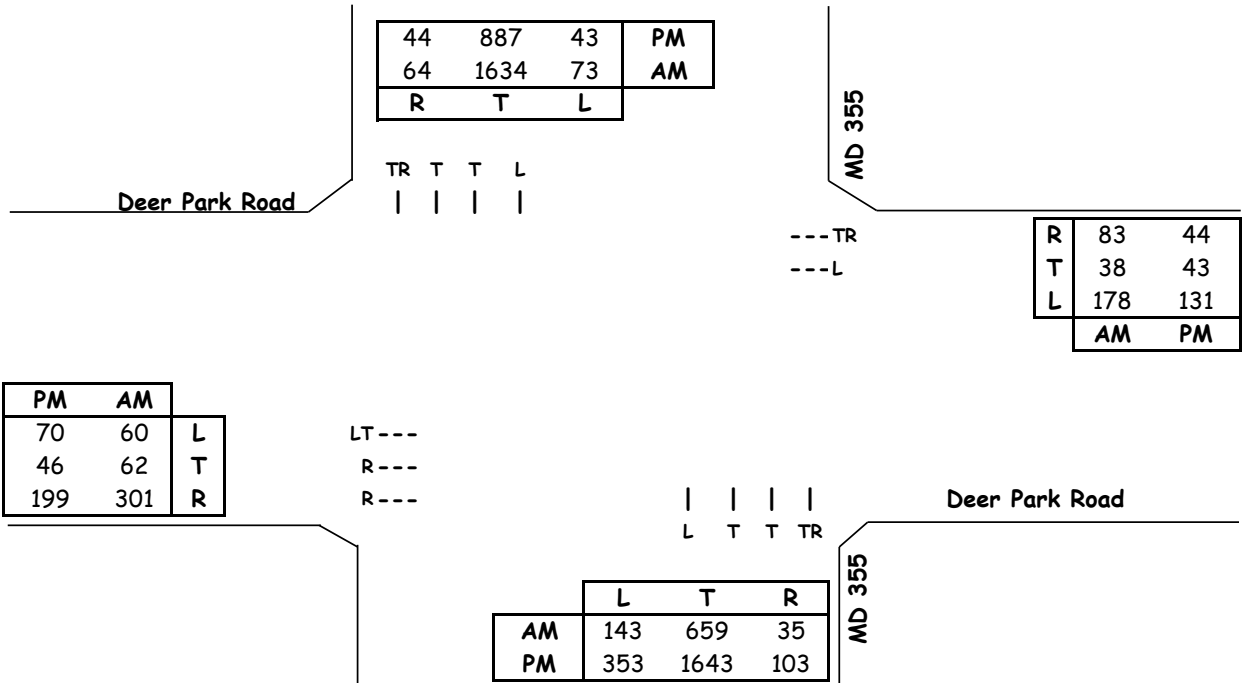 44 887 43 PM
64 1634 73 AM
R T L
MD 355
TR T T L
Deer Park Road
---TR
---L
R 83 44
T 38 43
L 178 131
AM PM
PM AM
70 60 L
46 62 T
199 301 R
LT---
R---
R---
Deer Park Road
L T T TR
MD 355
L T R
AM 143 659 35
PM 353 1643 103